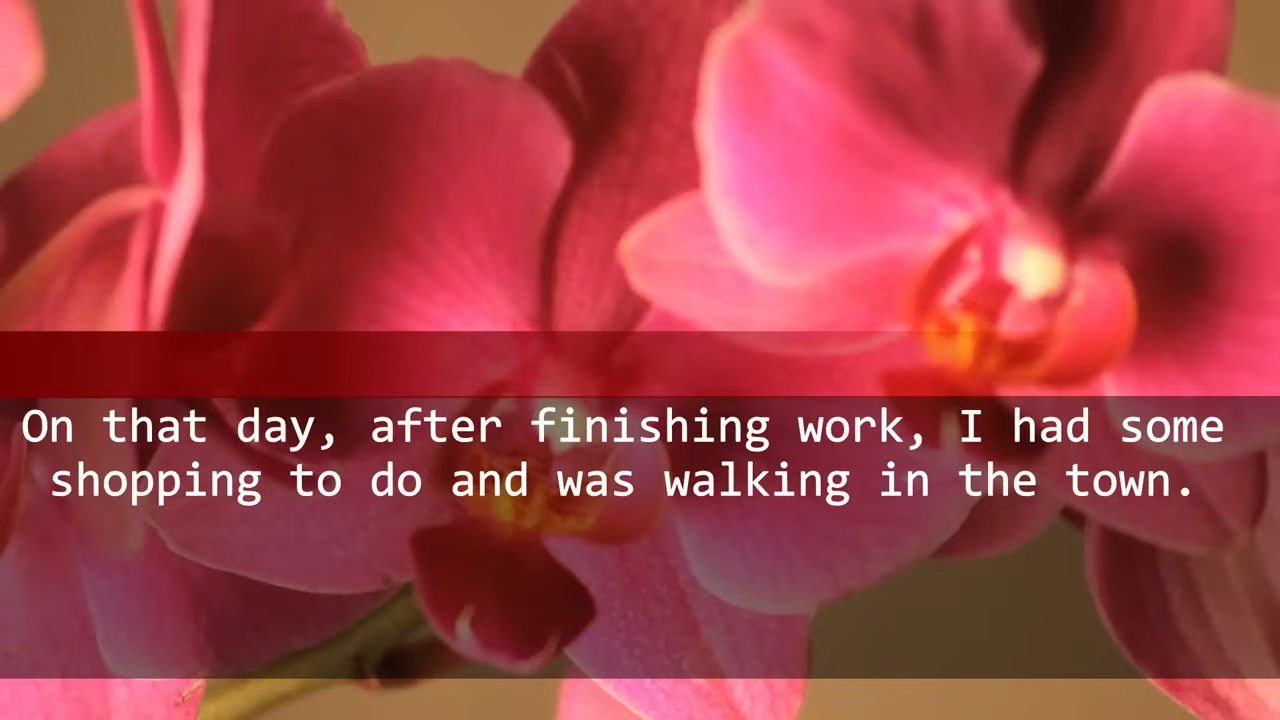 On that day, after finishing work, I had some
shopping to do and was walking in the town.